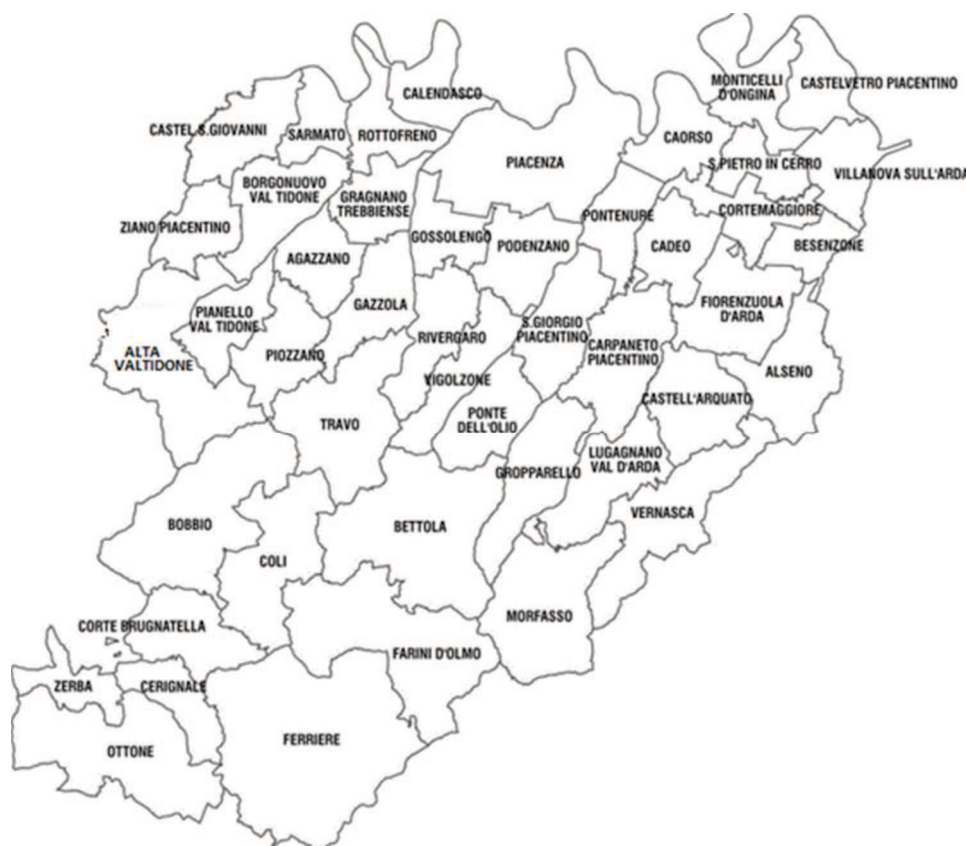 CALENDASCO
MONTICELLI
D'ONGINA
CASTELVETRO PIACENTINO
CASTEL S.GIOVANNI
SARMATO
ROTTOFRENO
CAORSO
PIACENZA
S.PIETRO IN CERRO
VILLANOVA SULL'ARDA
BORGONUOVO
VAL TIDONE
GRAGNANO
TREBBIENSE
ZIANO PIACENTINO
PONTENURE
CORTEMAGGIORE
GOSSOLENGO
PODENZANO
CADEO
BESENZONE
AGAZZANO
GAZZOLA
FIORENZUOLA
D'ARDA
PIANELLO
VAL TIDONE
S.GIORGIO
PIACENTINO
RIVERGARO
CARPANETO
PIACENTINO
ALTA
VALTIDONE
PIOZZANO
VIGOLZONE
ALSENO
CASTELL'ARQUATO
TRAVO
PONTE
DELL'OLIO
LUGAGNANO
VAL D'ARDA
GROPPARELLO
VERNASCA
BOBBIO
BETTOLA
COLI
MORFASSO
CORTE BRUGNATELLA
FARINI D'OLMO
ZERBA
CERIGNALE
OTTONE
FERRIERE